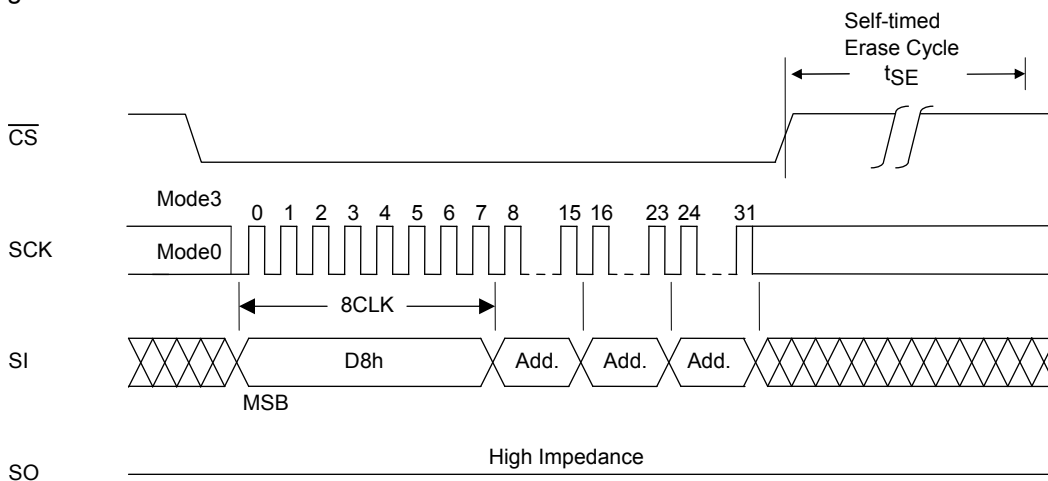 Self-timed
Erase Cycle
tSE
CS
Mode3
0 1 2 3 4 5 6 7 8 15 16 23 24 31
SCK Mode0
8CLK
SI D8h Add. Add. Add.
MSB
High Impedance
SO